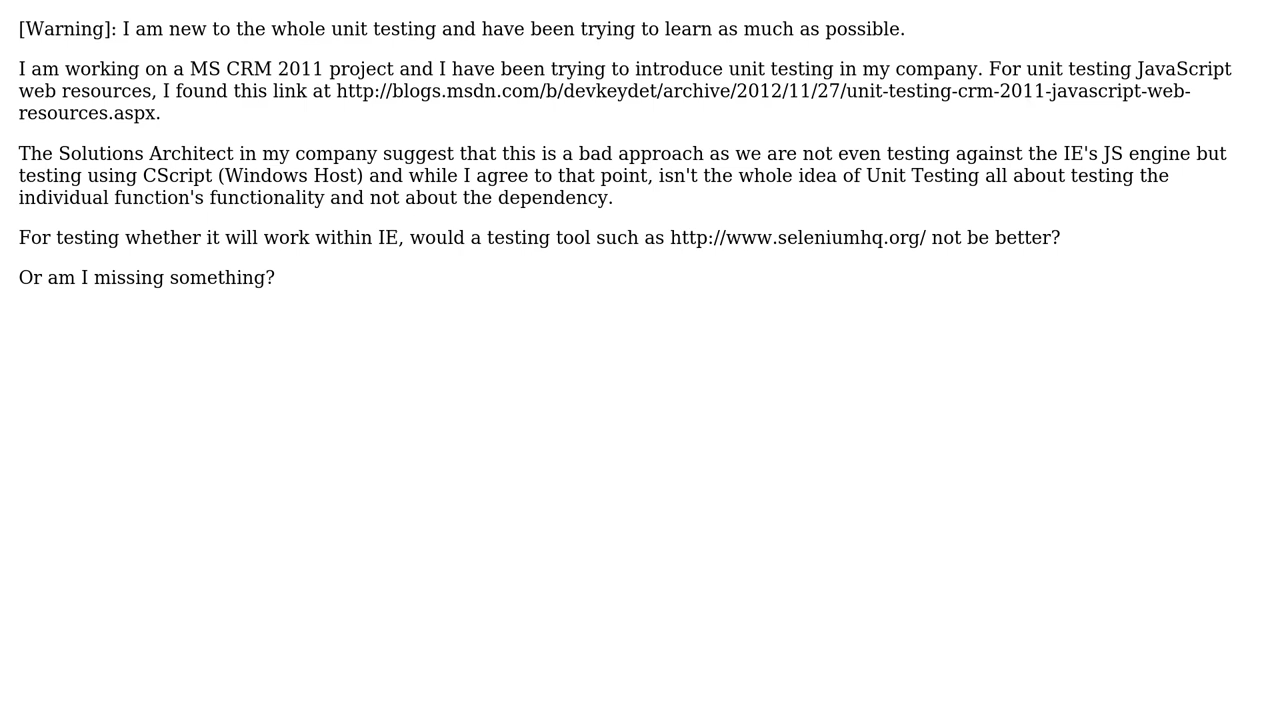 [Warning]: I am new to the whole unit testing and have been trying to learn as much as possible.
I am working on a MS CRM 2011 project and I have been trying to introduce unit testing in my company. For unit testing JavaScript
web resources, I found this link at http://blogs.msdn.com/b/devkeydet/archive/2012/11/27/unit-testing-crm-2011-javascript-web-
resources.aspx.
The Solutions Architect in my company suggest that this is a bad approach as we are not even testing against the IE's JS engine but
testing using CScript (Windows Host) and while I agree to that point, isn't the whole idea of Unit Testing all about testing the
individual function's functionality and not about the dependency.
For testing whether it will work within IE, would a testing tool such as http://www.seleniumhq.org/ not be better?
Or am I missing something?